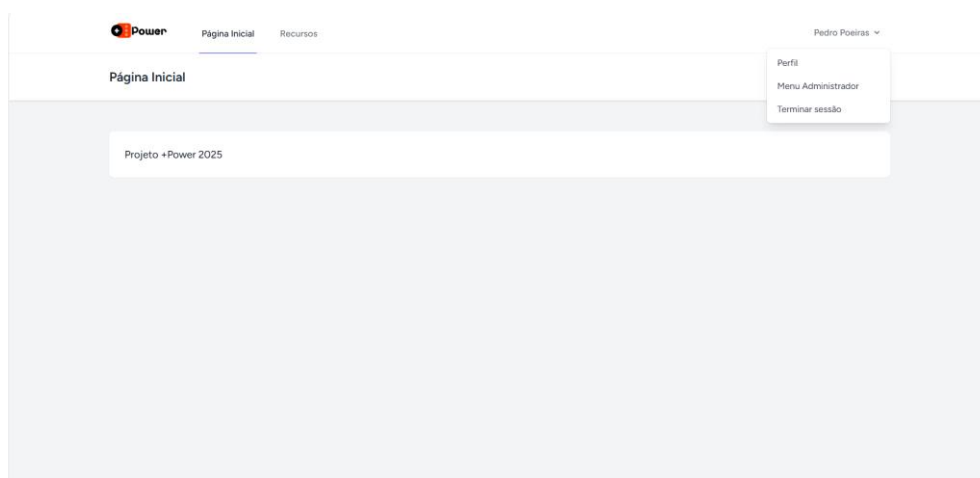 +Power
Página Inicial
Recursos
Pedro Poeiras
Página Inicial
Perfil
Menu Administrador
Terminar sessão
Projeto +Power 2025